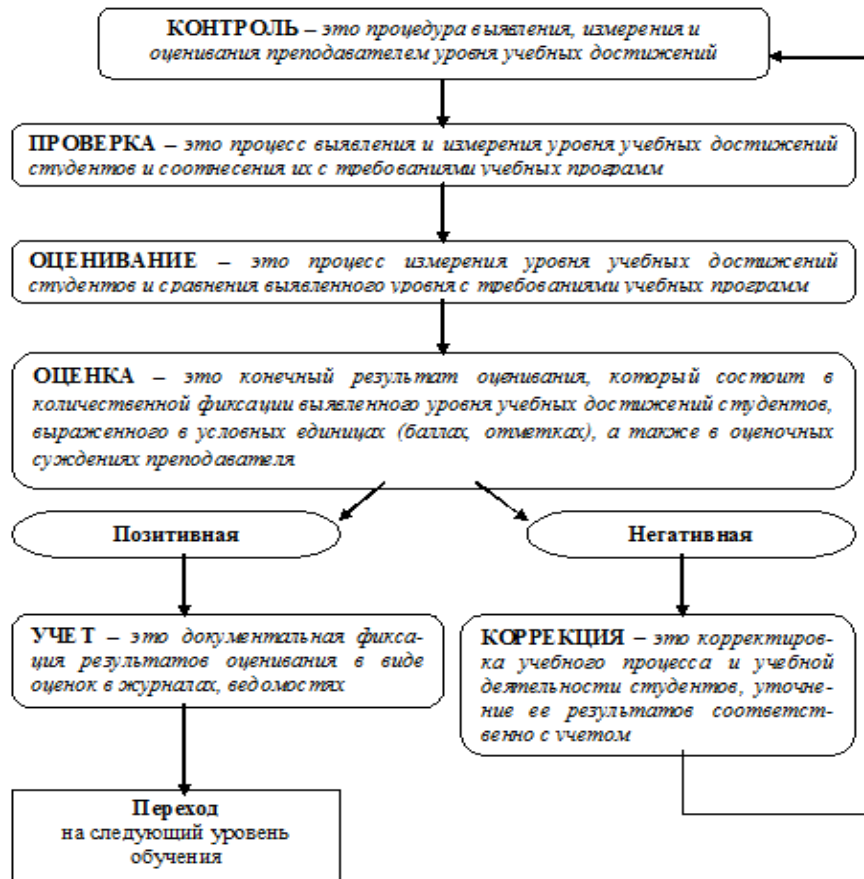 КОНТРОЛЬ – это процедура выявления, измерения и
оценивания преподавателем уровня учебных достижений
ПРОВЕРКА – это процесс выявления и измерения уровня учебных достижений
студентов и соотнесения их с требованиями учебных программ
ОЦЕНИВАНИЕ – это процесс измерения уровня учебных достижений
студентов и сравнения выявленного уровня с требованиями учебных программ
ОЦЕНКА – это конечный результат оценивания, который состоит в
количественной фиксации выявленного уровня учебных достижений студентов,
выраженного в условных единицах (баллах, отметках), а также в оценочных
суждениях преподавателя
Позитивная
Негативная
УЧЕТ – это документальная фикса-
ция результатов оценивания в виде
оценок в журналах, ведомостях
КОРРЕКЦИЯ – это корректиров-
ка учебного процесса и учебной
деятельности студентов, уточне-
ние ее результатов соответст-
венно с учетом
Переход
на следующий уровень
обучения